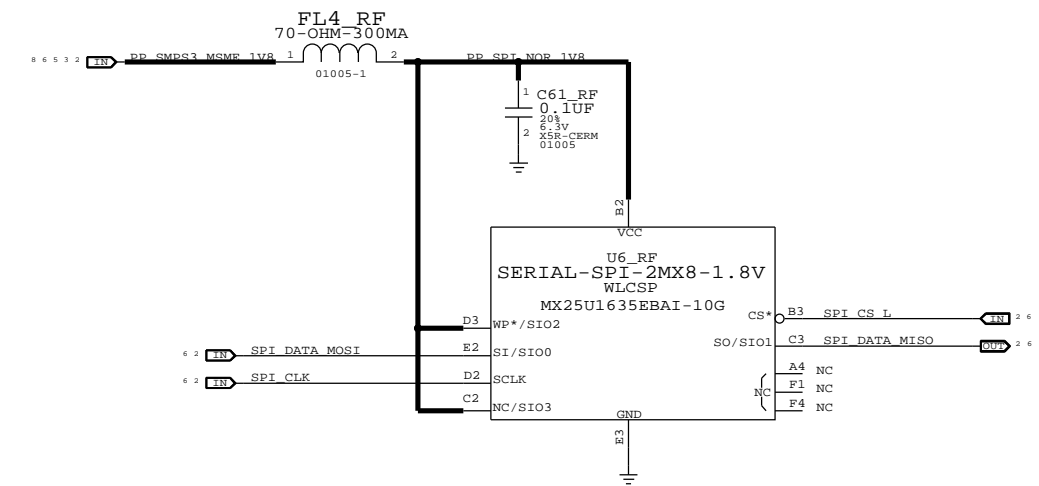 FL4_RF
70-OHM-300MA
8 6 5 3 2 IN PP_SMPS3_MSME_1V8 1 2 PP_SPI_NOR_1V8
01005-1
1 C61_RF
0.1UF
20%
6.3V
2 X5R-CERM
01005
B2
VCC
U6_RF
SERIAL-SPI-2MX8-1.8V
WLCSP
MX25U1635EBAI-10G
CS* B3 SPI_CS_L IN 2 6
D3 WP*/SIO2
SO/SIO1 C3 SPI_DATA_MISO OUT 2 6
6 2 IN SPI_DATA_MOSI E2 SI/SIO0
A4 NC
6 2 IN SPI_CLK D2 SCLK
NC F1 NC
C2 NC/SIO3
F4 NC
GND
E3